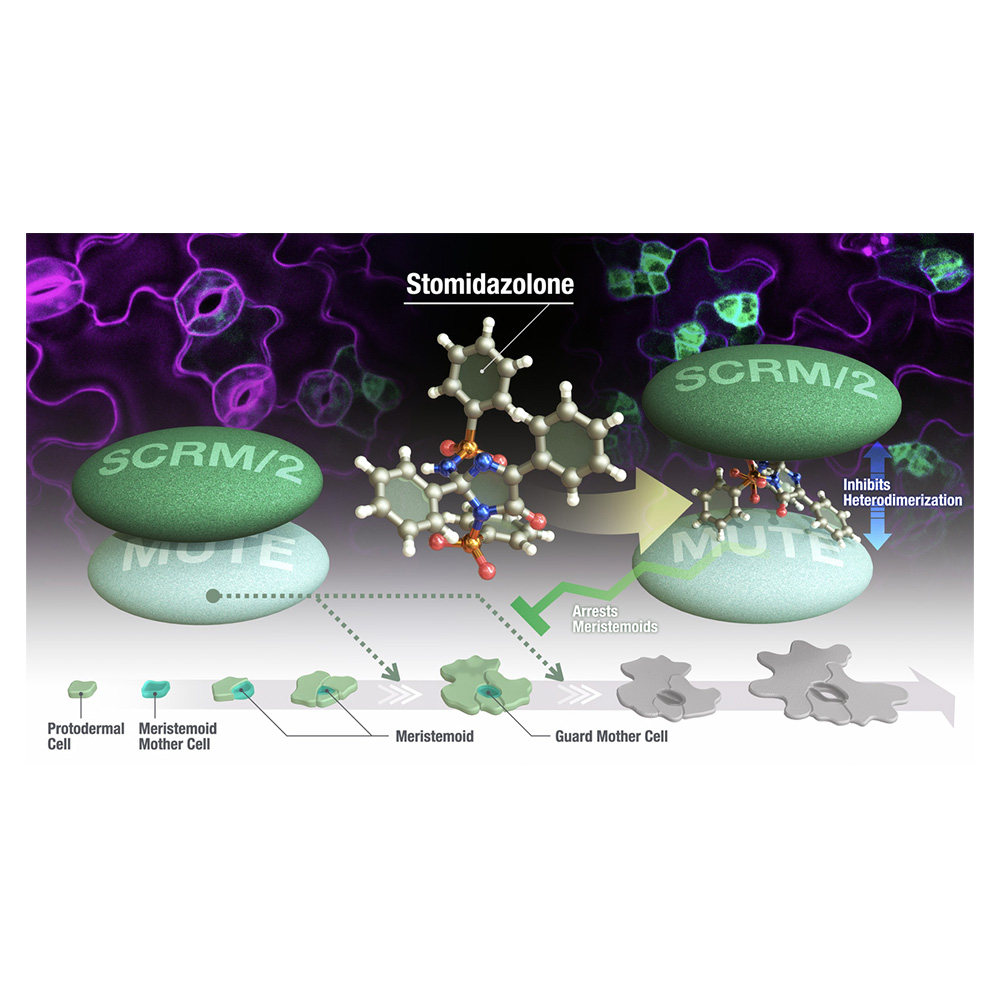 Stomidazolone
SCRM/2
MUTE
SCRM/2
MUTE
Inhibits
Heterodimerization
Arrests
Meristemoids
Protodermal
Cell
Meristemoid
Mother Cell
Meristemoid
Guard Mother Cell